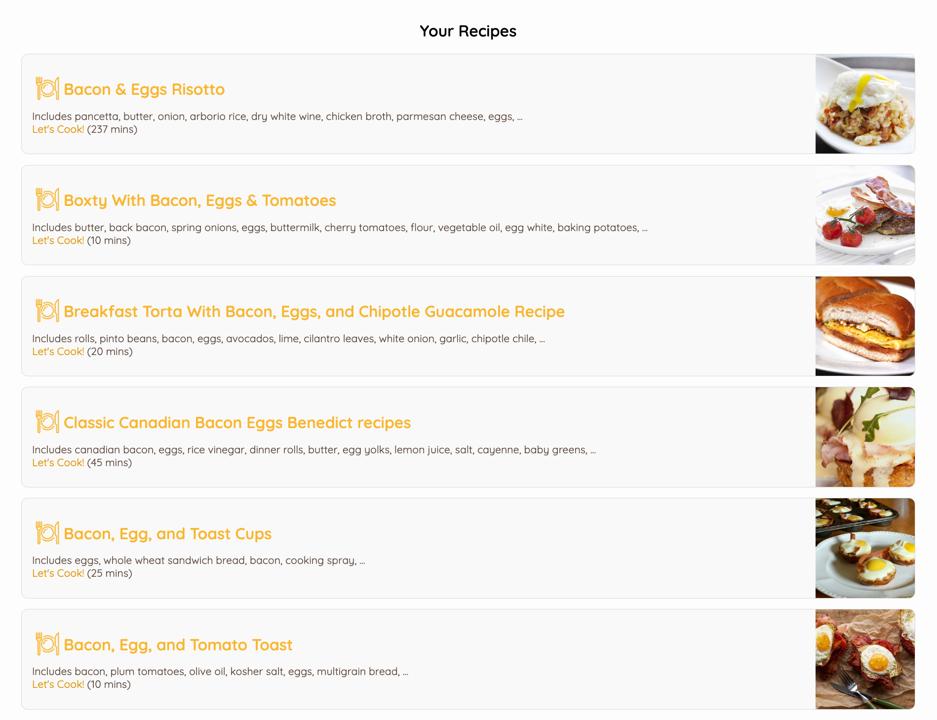 Your Recipes
Bacon & Eggs Risotto
Includes pancetta, butter, onion, arborio rice, dry white wine, chicken broth, parmesan cheese, eggs, ...
Let's Cook! (237 mins)
Boxty With Bacon, Eggs & Tomatoes
Includes butter, back bacon, spring onions, eggs, buttermilk, cherry tomatoes, flour, vegetable oil, egg white, baking potatoes, ...
Let's Cook! (10 mins)
Breakfast Torta With Bacon, Eggs, and Chipotle Guacamole Recipe
Includes rolls, pinto beans, bacon, eggs, avocados, lime, cilantro leaves, white onion, garlic, chipotle chile, ...
Let's Cook! (20 mins)
Classic Canadian Bacon Eggs Benedict recipes
Includes canadian bacon, eggs, rice vinegar, dinner rolls, butter, egg yolks, lemon juice, salt, cayenne, baby greens, ...
Let's Cook! (45 mins)
Bacon, Egg, and Toast Cups
Includes eggs, whole wheat sandwich bread, bacon, cooking spray, ...
Let's Cook! (25 mins)
Bacon, Egg, and Tomato Toast
Includes bacon, plum tomatoes, olive oil, kosher salt, eggs, multigrain bread, ...
Let's Cook! (10 mins)